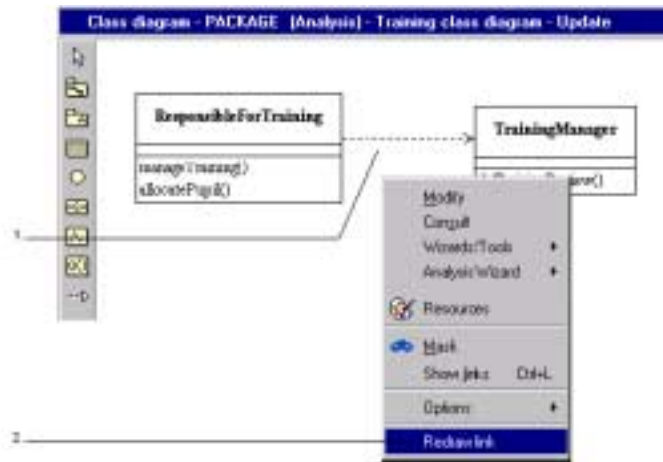 Class diagram - PACKAGE (Analysis) - Training class diagram - Update
ResponsibleForTraining
TrainingManager
manageTraining()
allocatePupil()
Modify
Consult
Wizards/Tools
Analysis Wizard
Resources
Mask
Show links Ctrl+L
Options
Redraw link
1
2